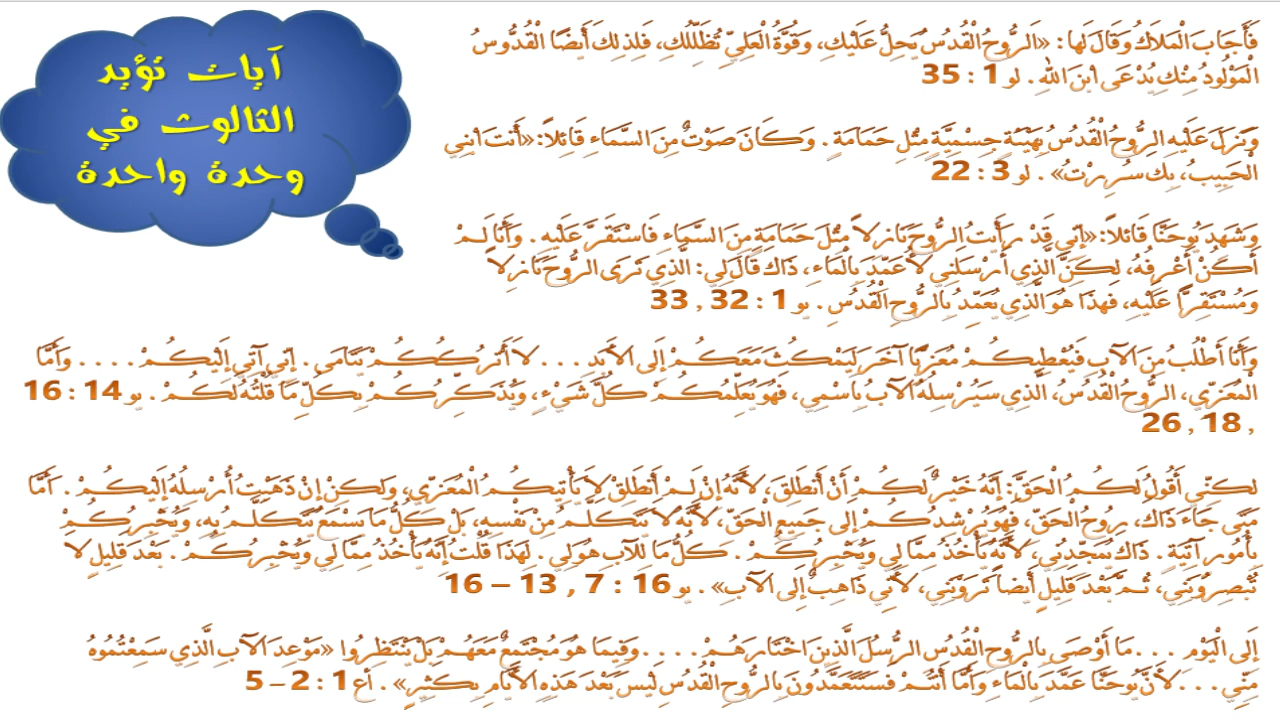 آيات تؤيد
الثالوث في
وحدة واحدة
فَأَجَابَ الْمَلاَكُ وَقَالَ لَها : «اَلرُّوحُ الْقُدُسُ يَحِلُّ عَلَيْكِ، وَقُوَّةُ الْعَلِيِّ تُظَلِّلُكِ، فَلِذلِكَ أَيْضًا الْقُدُّوسُ
الْمَوْلُودُ مِنْكِ يُدْعَى ابْنَ اللهِ . لو 1 : 35
وَنَزَلَ عَلَيْهِ الرُّوحُ الْقُدُسُ بِهَيْئَةٍ جِسْمِيَّةٍ مِثْلِ حَمَامَةٍ . وَكَانَ صَوْتٌ مِنَ السَّمَاءِ قَائِلاً: «أَنْتَ ابْنِي
الْحَبِيبُ، بِكَ سُرِرْتُ» . لو 3 : 22
وَشَهِدَ يُوحَنَّا قَائلاً: «إِنِّي قَدْ رَأَيْتُ الرُّوحَ نَازِلاً مِثْلَ حَمَامَةٍ مِنَ السَّمَاءِ فَاسْتَقَرَّ عَلَيْهِ . وَأَنَا لَمْ
أَكُنْ أَعْرِفُهُ، لكِنَّ الَّذِي أَرْسَلَنِي لأُعَمِّدَ بِالْمَاءِ، ذَاكَ قَالَ لِي: الَّذِي تَرَى الرُّوحَ نَازِلاً
وَمُسْتَقِرًّا عَلَيْهِ، فَهذَا هُوَ الَّذِي يُعَمِّدُ بِالرُّوحِ الْقُدُسِ . يو 1 : 32 , 33
وَأَنَا أَطْلُبُ مِنَ الآبِ فَيُعْطِيكُمْ مُعَزِّيًا آخَرَ لِيَمْكُثَ مَعَكُمْ إِلَى الأَبَدِ . . . لاَ أَتْرُكُكُمْ يَتَامَى . إِنِّي آتِي إِلَيْكُمْ . . . . وَأَمَّا
الْمُعَزِّي، الرُّوحُ الْقُدُسُ، الَّذِي سَيُرْسِلُهُ الآبُ بِاسْمِي، فَهُوَ يُعَلِّمُكُمْ كُلَّ شَيْءٍ، وَيُذَكِّرُكُمْ بِكُلِّ مَا قُلْتُهُ لَكُمْ . يو 14 : 16
, 18 , 26
لكِنِّي أَقُولُ لَكُمُ الْحَقَّ: إِنَّهُ خَيْرٌ لَكُمْ أَنْ أَنْطَلِقَ، لأَنَّهُ إِنْ لَمْ أَنْطَلِقْ لاَ يَأْتِيكُمُ الْمُعَزِّي، وَلكِنْ إِنْ ذَهَبْتُ أُرْسِلُهُ إِلَيْكُمْ . أَمَّا
مَتَى جَاءَ ذَاكَ، رُوحُ الْحَقِّ، فَهُوَ يُرْشِدُكُمْ إِلَى جَمِيعِ الْحَقِّ، لأَنَّهُ لاَ يَتَكَلَّمُ مِنْ نَفْسِهِ، بَلْ كُلُّ مَا يَسْمَعُ يَتَكَلَّمُ بِهِ، وَيُخْبِرُكُمْ
بِأُمُورٍ آتِيَةٍ . ذَاكَ يُمَجِّدُنِي، لأَنَّهُ يَأْخُذُ مِمَّا لِي وَيُخْبِرُكُمْ . كُلُّ مَا لِلآبِ هُوَ لِي . لِهذَا قُلْتُ إِنَّهُ يَأْخُذُ مِمَّا لِي وَيُخْبِرُكُمْ . بَعْدَ قَلِيل لاَ
تُبْصِرُونَنِي، ثُمَّ بَعْدَ قَلِيل أَيْضاً تَرَوْنَنِي، لأَنِّي ذَاهِبٌ إِلَى الآبِ» . يو 16 : 7 , 13 – 16
إِلَى الْيَوْمِ . . . مَا أَوْصَى بِالرُّوحِ الْقُدُسِ الرُّسُلَ الَّذِينَ اخْتَارَهُمْ . . . . وَفِيمَا هُوَ مُجْتَمِعٌ مَعَهُمْ بَلْ يَنْتَظِرُوا «مَوْعِدَ الآبِ الَّذِي سَمِعْتُمُوهُ
مِنِّي . . . لأَنَّ يُوحَنَّا عَمَّدَ بِالْمَاءِ وَأَمَّا أَنْتُمْ فَسَتَتَعَمَّدُونَ بِالرُّوحِ الْقُدُسِ لَيْسَ بَعْدَ هَذِهِ الأَيَّامِ بِكَثِيرٍ» . أع 1 : 2 – 5